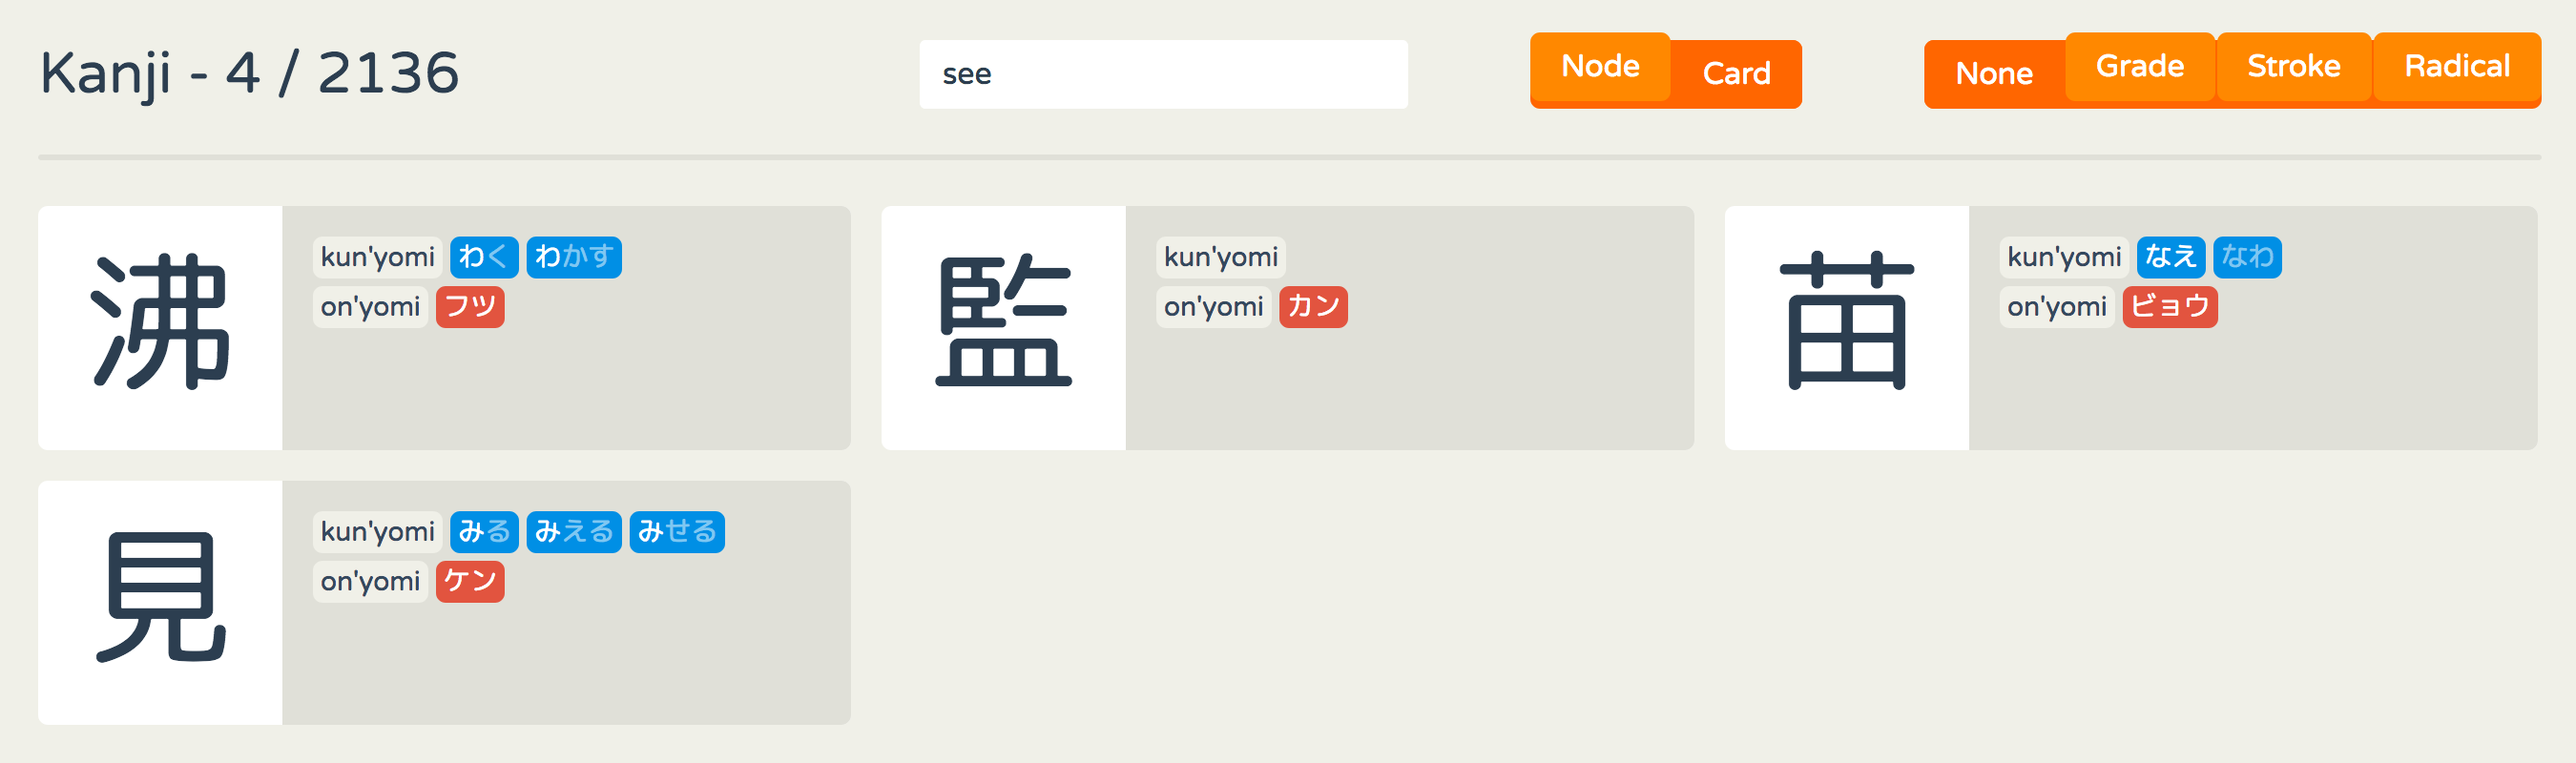 Kanji - 4 / 2136
see
Node Card
None Grade Stroke Radical
沸
kun'yomi わく わかす
on'yomi フツ
監
kun'yomi
on'yomi カン
苗
kun'yomi なえ なわ
on'yomi ビョウ
見
kun'yomi みる みえる みせる
on'yomi ケン